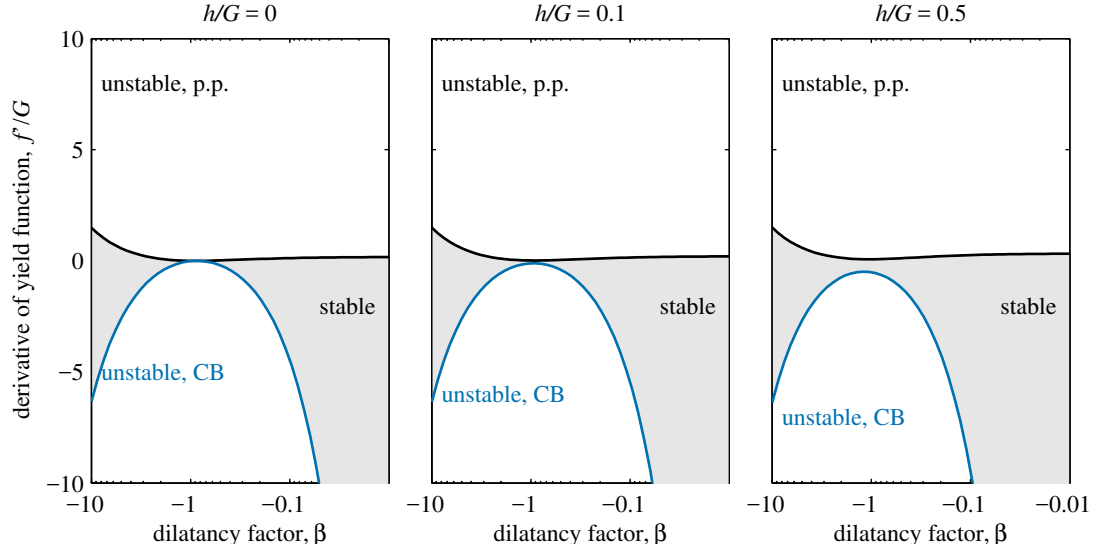 h/G = 0
h/G = 0.1
h/G = 0.5
derivative of yield function, f'/G
10
5
0
−5
−10
unstable, p.p.
stable
unstable, CB
unstable, p.p.
stable
unstable, CB
unstable, p.p.
stable
unstable, CB
−10 −1 −0.1
−10 −1 −0.1
−10 −1 −0.1 −0.01
dilatancy factor, β
dilatancy factor, β
dilatancy factor, β